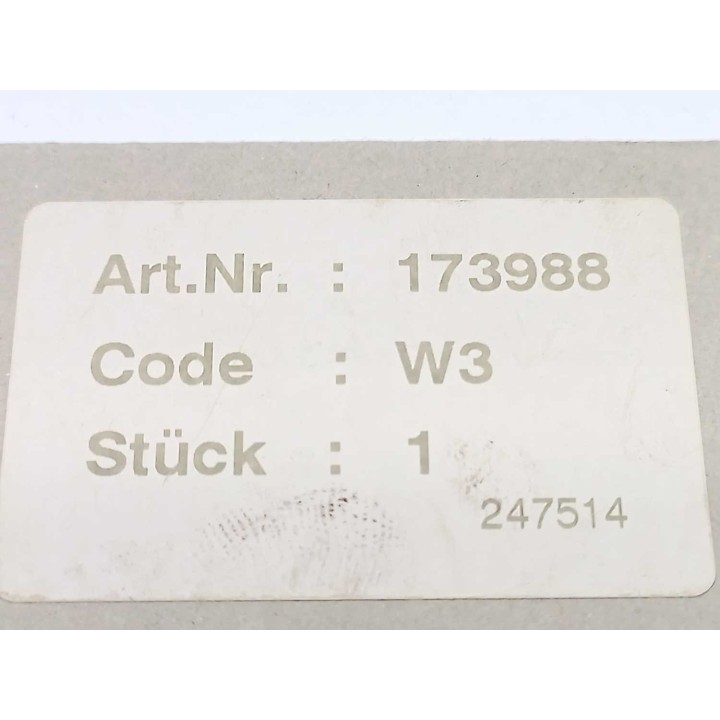 Art.Nr. : 173988
Code : W3
Stück : 1
247514